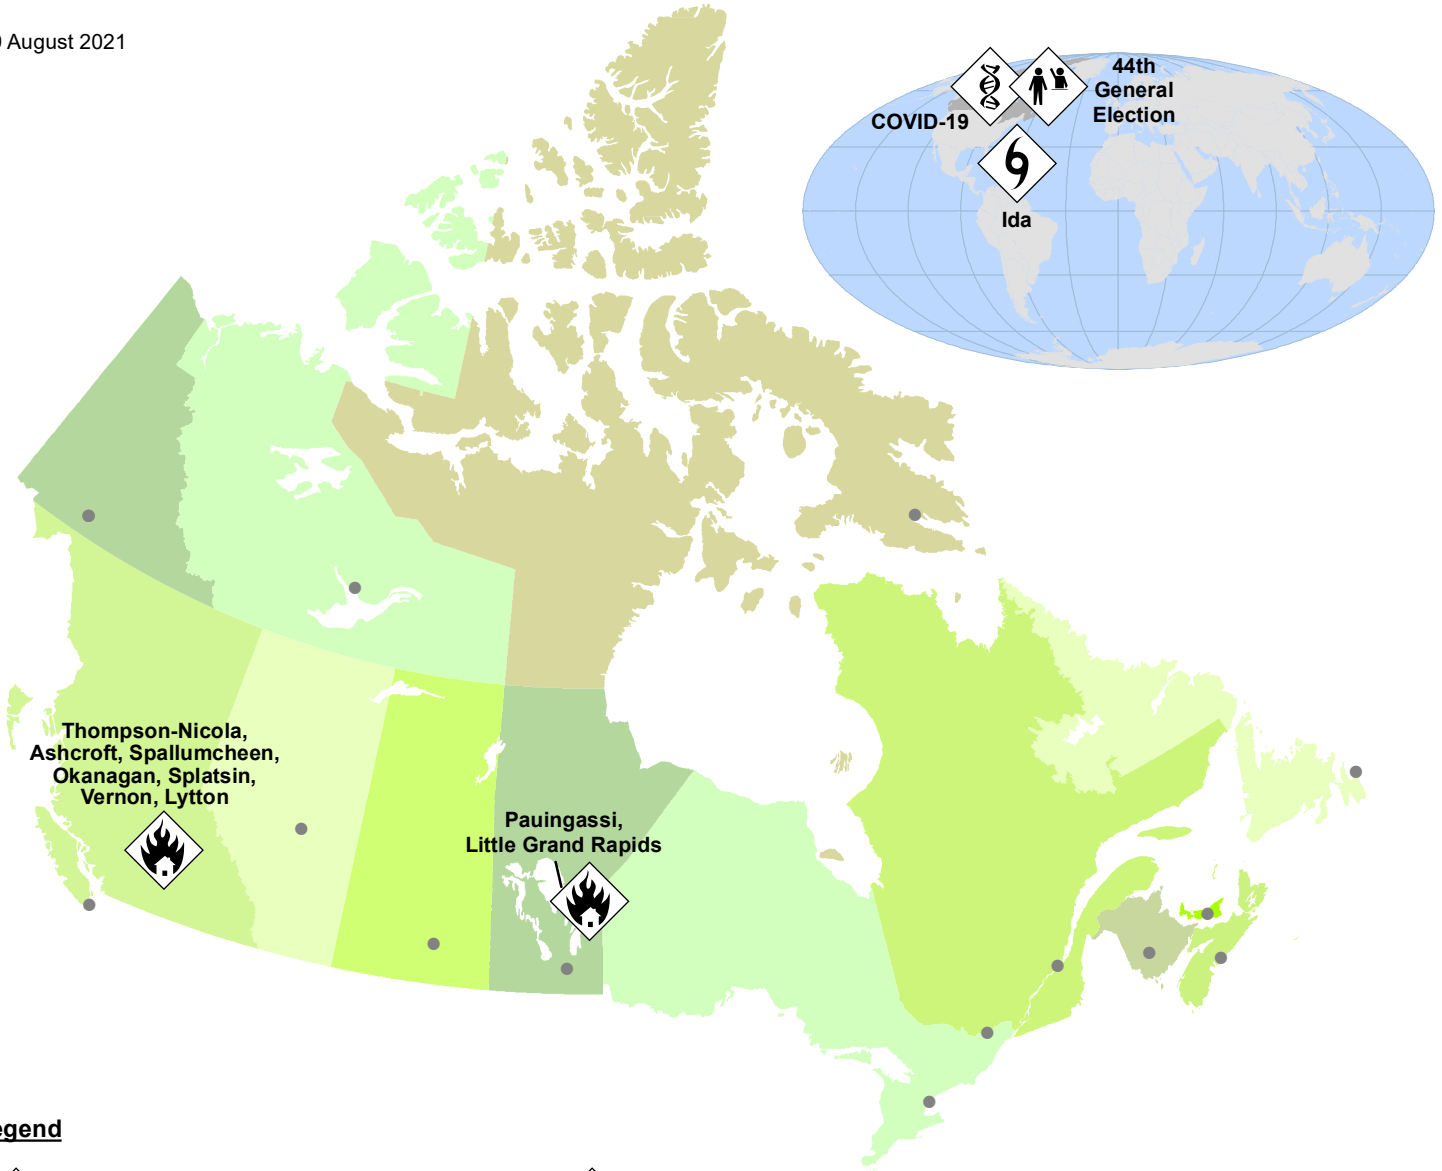 August 2021
44th
General
Election
COVID-19
Ida
Thompson-Nicola,
Ashcroft, Spallumcheen,
Okanagan, Splatsin,
Vernon, Lytton
Pauingassi,
Little Grand Rapids
egend